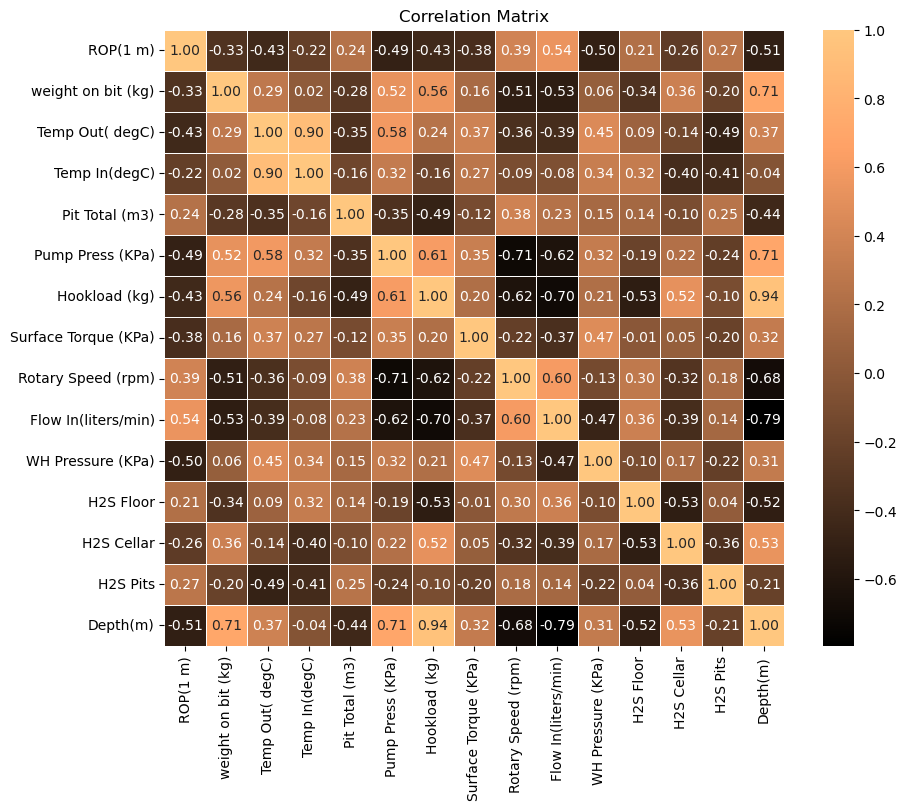 Correlation Matrix
ROP(1 m) 1.00 -0.33 -0.43 -0.22 0.24 -0.49 -0.43 -0.38 0.39 0.54 -0.50 0.21 -0.26 0.27 -0.51
weight on bit (kg) -0.33 1.00 0.29 0.02 -0.28 0.52 0.56 0.16 -0.51 -0.53 0.06 -0.34 0.36 -0.20 0.71
Temp Out( degC) -0.43 0.29 1.00 0.90 -0.35 0.58 0.24 0.37 -0.36 -0.39 0.45 0.09 -0.14 -0.49 0.37
Temp In(degC) -0.22 0.02 0.90 1.00 -0.16 0.32 -0.16 0.27 -0.09 -0.08 0.34 0.32 -0.40 -0.41 -0.04
Pit Total (m3) 0.24 -0.28 -0.35 -0.16 1.00 -0.35 -0.49 -0.12 0.38 0.23 0.15 0.14 -0.10 0.25 -0.44
Pump Press (KPa) -0.49 0.52 0.58 0.32 -0.35 1.00 0.61 0.35 -0.71 -0.62 0.32 -0.19 0.22 -0.24 0.71
Hookload (kg) -0.43 0.56 0.24 -0.16 -0.49 0.61 1.00 0.20 -0.62 -0.70 0.21 -0.53 0.52 -0.10 0.94
Surface Torque (KPa) -0.38 0.16 0.37 0.27 -0.12 0.35 0.20 1.00 -0.22 -0.37 0.47 -0.01 0.05 -0.20 0.32
Rotary Speed (rpm) 0.39 -0.51 -0.36 -0.09 0.38 -0.71 -0.62 -0.22 1.00 0.60 -0.13 0.30 -0.32 0.18 -0.68
Flow In(liters/min) 0.54 -0.53 -0.39 -0.08 0.23 -0.62 -0.70 -0.37 0.60 1.00 -0.47 0.36 -0.39 0.14 -0.79
WH Pressure (KPa) -0.50 0.06 0.45 0.34 0.15 0.32 0.21 0.47 -0.13 -0.47 1.00 -0.10 0.17 -0.22 0.31
H2S Floor 0.21 -0.34 0.09 0.32 0.14 -0.19 -0.53 -0.01 0.30 0.36 -0.10 1.00 -0.53 0.04 -0.52
H2S Cellar -0.26 0.36 -0.14 -0.40 -0.10 0.22 0.52 0.05 -0.32 -0.39 0.17 -0.53 1.00 -0.36 0.53
H2S Pits 0.27 -0.20 -0.49 -0.41 0.25 -0.24 -0.10 -0.20 0.18 0.14 -0.22 0.04 -0.36 1.00 -0.21
Depth(m) -0.51 0.71 0.37 -0.04 -0.44 0.71 0.94 0.32 -0.68 -0.79 0.31 -0.52 0.53 -0.21 1.00
ROP(1 m)
weight on bit (kg)
Temp Out( degC)
Temp In(degC)
Pit Total (m3)
Pump Press (KPa)
Hookload (kg)
Surface Torque (KPa)
Rotary Speed (rpm)
Flow In(liters/min)
WH Pressure (KPa)
H2S Floor
H2S Cellar
H2S Pits
Depth(m)
1.0
0.8
0.6
0.4
0.2
0.0
−0.2
−0.4
−0.6